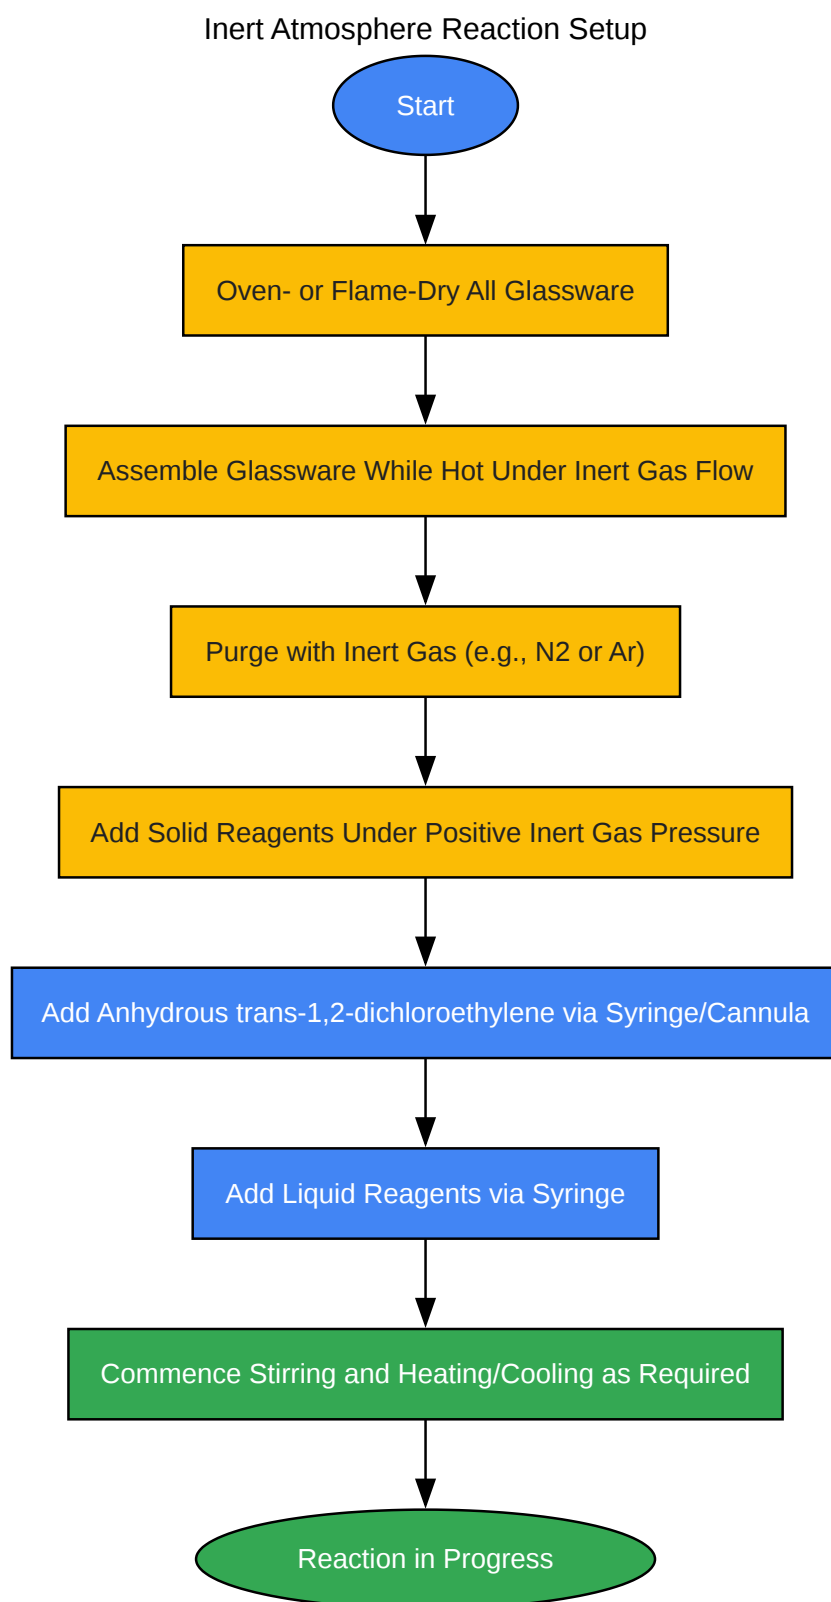 Inert Atmosphere Reaction Setup
Start
Oven- or Flame-Dry All Glassware
Assemble Glassware While Hot Under Inert Gas Flow
Purge with Inert Gas (e.g., N2 or Ar)
Add Solid Reagents Under Positive Inert Gas Pressure
Add Anhydrous trans-1,2-dichloroethylene via Syringe/Cannula
Add Liquid Reagents via Syringe
Commence Stirring and Heating/Cooling as Required
Reaction in Progress